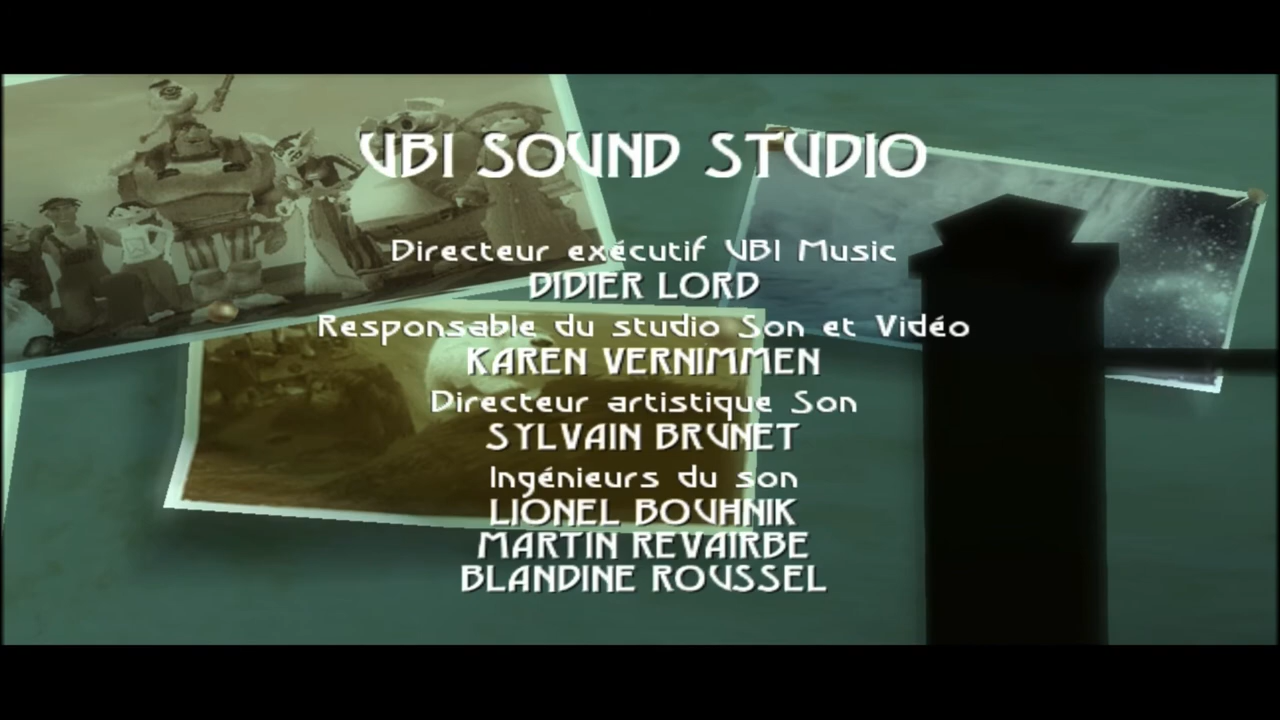 UBI SOUND STUDIO
Directeur exécutif UBI Music
DIDIER LORD
Responsable du studio Son et Vidéo
KAREN VERNIMMEN
Directeur artistique Son
SYLVAIN BRUNET
Ingénieurs du son
LIONEL BOUHNIK
MARTIN REVAIRBE
BLANDINE ROUSSEL